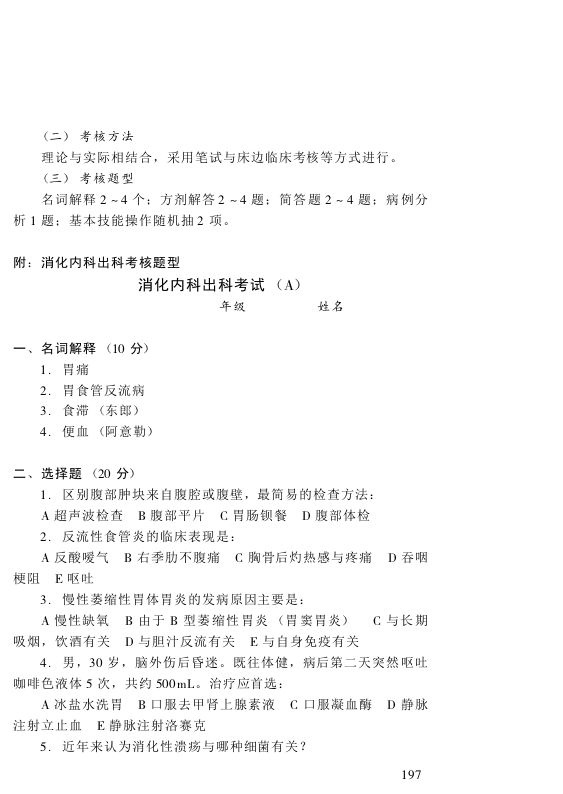 （二） 考核方法
理论与实际相结合，采用笔试与床边临床考核等方式进行。
（三） 考核题型
名词解释 2 ~ 4 个；方剂解答 2 ~ 4 题；简答题 2 ~ 4 题；病例分
析 1 题；基本技能操作随机抽 2 项。
附：消化内科出科考核题型
消化内科出科考试 （A）
年级 姓名
一、名词解释 （10 分）
1. 胃痛
2. 胃食管反流病
3. 食滞 （东郎）
4. 便血 （阿意勒）
二、选择题 （20 分）
1. 区别腹部肿块来自腹腔或腹壁，最简易的检查方法：
A 超声波检查 B 腹部平片 C 胃肠钡餐 D 腹部体检
2. 反流性食管炎的临床表现是：
A 反酸嗳气 B 右季肋不腹痛 C 胸骨后灼热感与疼痛 D 吞咽
梗阻 E 呕吐
3. 慢性萎缩性胃体胃炎的发病原因主要是：
A 慢性缺氧 B 由于 B 型萎缩性胃炎（胃窦胃炎） C 与长期
吸烟，饮酒有关 D 与胆汁反流有关 E 与自身免疫有关
4. 男，30 岁，脑外伤后昏迷。既往体健，病后第二天突然呕吐
咖啡色液体 5 次，共约 500mL。治疗应首选：
A 冰盐水洗胃 B 口服去甲肾上腺素液 C 口服凝血酶 D 静脉
注射立止血 E 静脉注射洛赛克
5. 近年来认为消化性溃疡与哪种细菌有关？
197